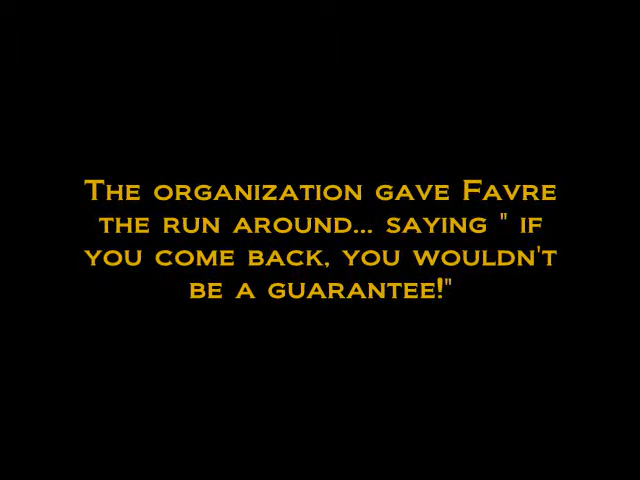 The organization gave Favre
the run around... saying " if
you come back, you wouldn't
be a guarantee!"